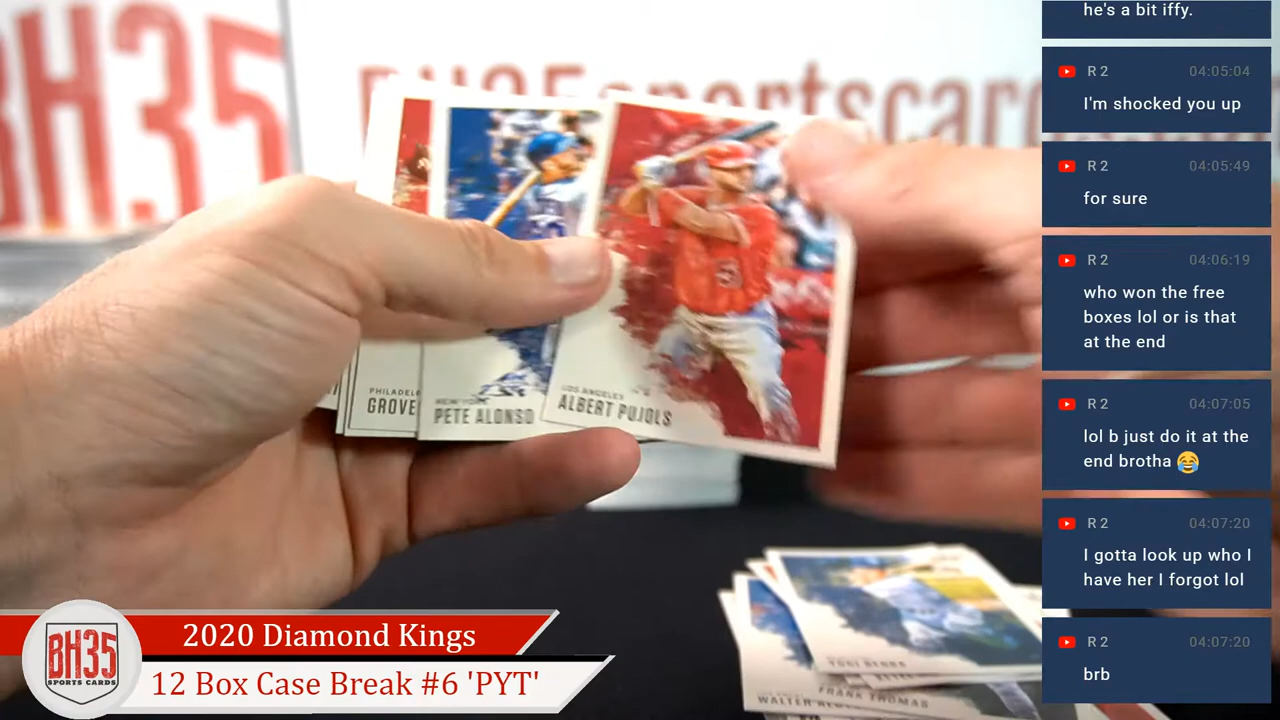 BH35
BH35sportscards
he's a bit iffy.
R 2 04:05:04
I'm shocked you up
R 2 04:05:49
for sure
R 2 04:06:19
who won the free
boxes lol or is that
at the end
R 2 04:07:05
lol b just do it at the
end brotha 😂
R 2 04:07:20
I gotta look up who I
have her I forgot lol
R 2 04:07:20
brb
PHILADEL
GROVE
NEW YORK
PETE ALONSO
LOS ANGELES
ALBERT PUJOLS
5
YOGI BERRA
FRANK THOMAS
WALTER
BH35
SPORTS CARDS
2020 Diamond Kings
12 Box Case Break #6 'PYT'